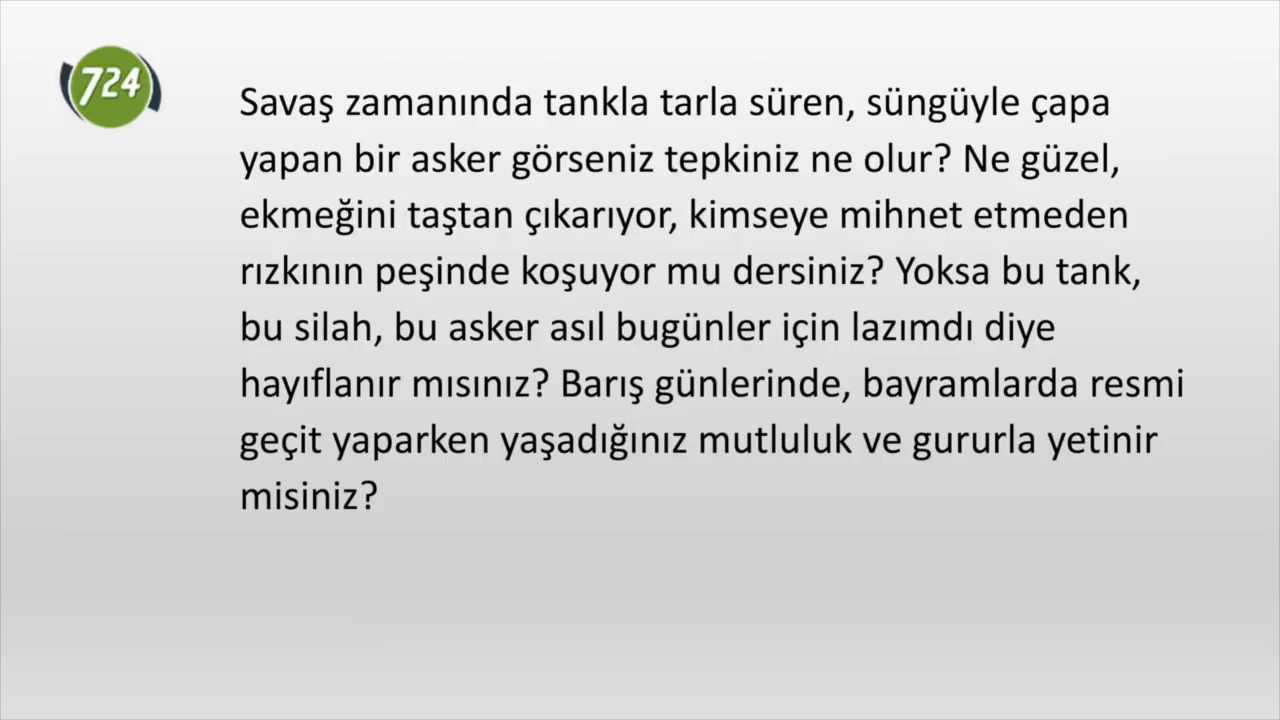 724
Savaş zamanında tankla tarla süren, süngüyle çapa
yapan bir asker görseniz tepkiniz ne olur? Ne güzel,
ekmeğini taştan çıkarıyor, kimseye mihnet etmeden
rızkının peşinde koşuyor mu dersiniz? Yoksa bu tank,
bu silah, bu asker asıl bugünler için lazımdı diye
hayıflanır mısınız? Barış günlerinde, bayramlarda resmi
geçit yaparken yaşadığınız mutluluk ve gururla yetinir
misiniz?